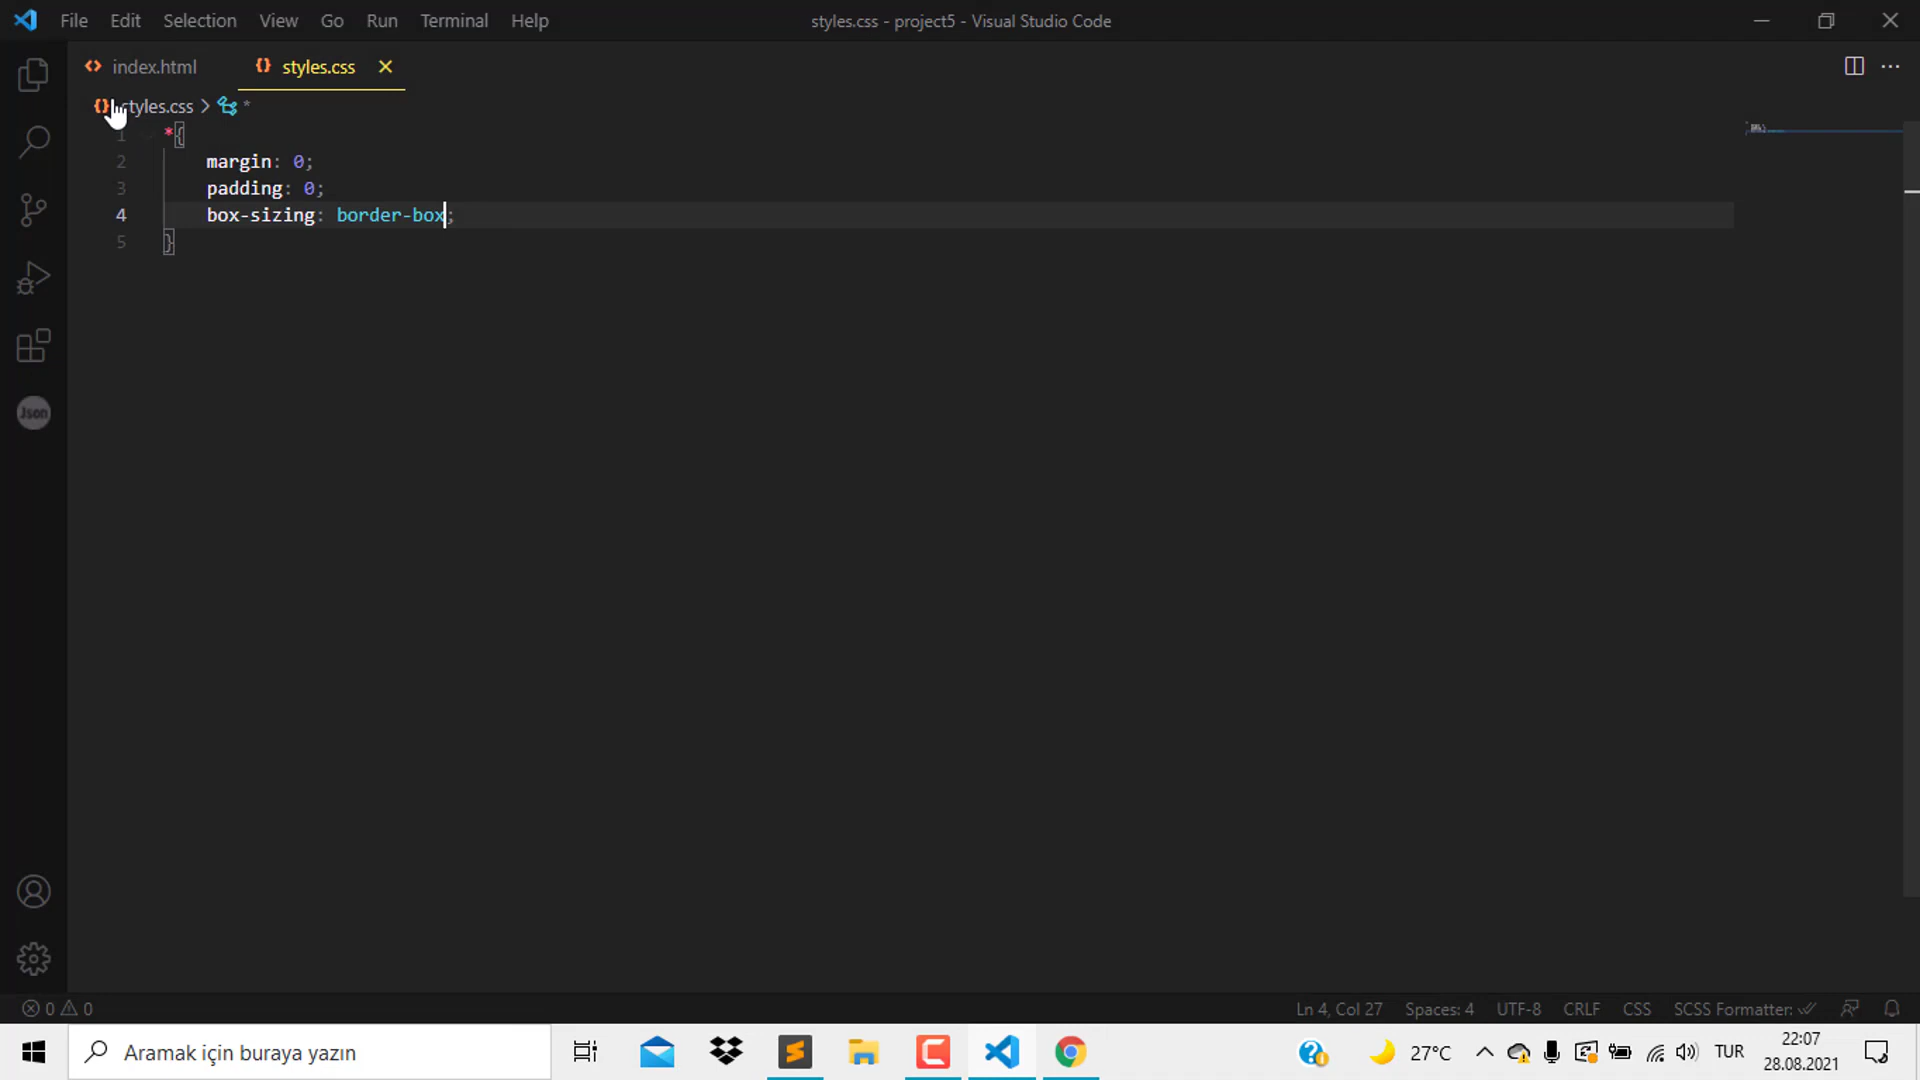 File Edit Selection View Go Run Terminal Help styles.css - project5 - Visual Studio Code
index.html styles.css
styles.css > *
1 *{
2 margin: 0;
3 padding: 0;
4 box-sizing: border-box;
5 }
Json
0 0 Ln 4, Col 27 Spaces: 4 UTF-8 CRLF CSS SCSS Formatter:
Aramak için buraya yazın 27°C TUR 22:07
28.08.2021